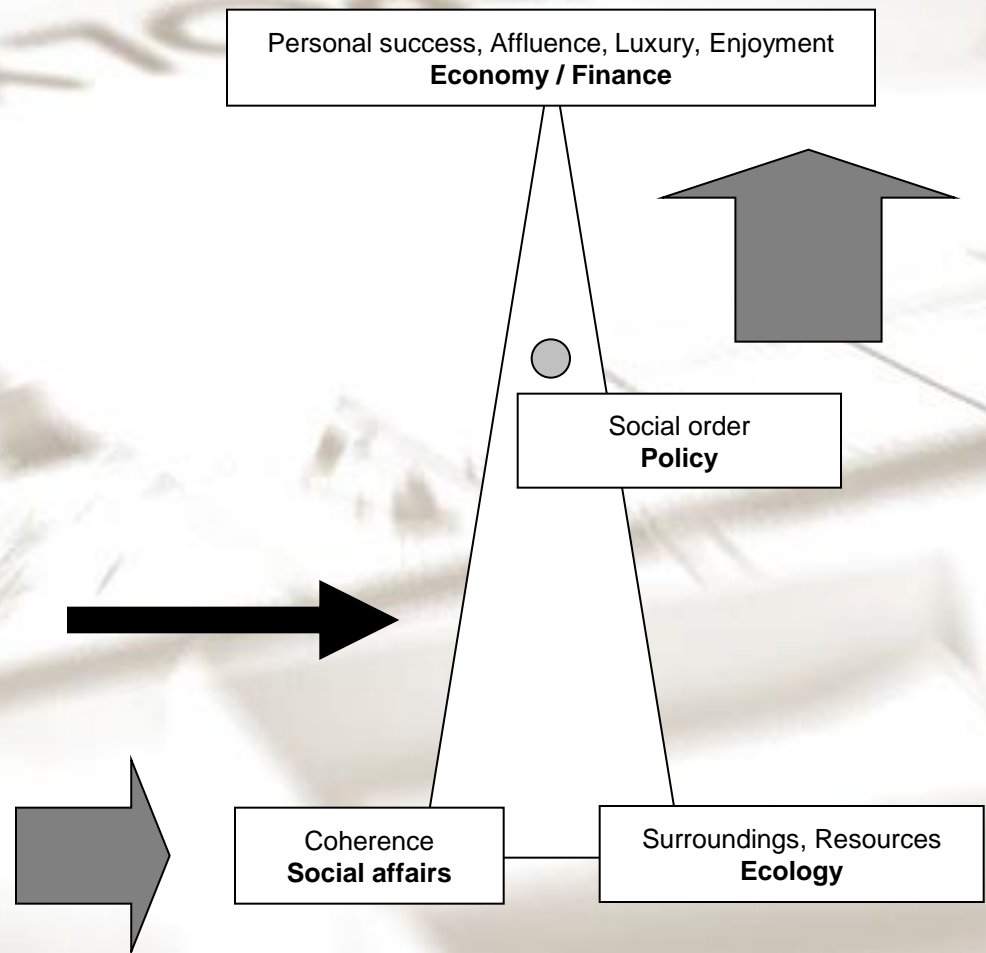 Personal success, Affluence, Luxury, Enjoyment
Economy / Finance
Social order
Policy
Coherence
Social affairs
Surroundings, Resources
Ecology